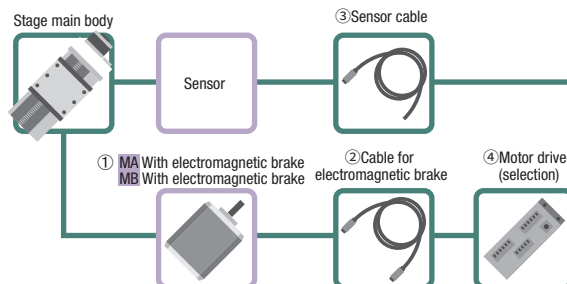 Stage main body
③Sensor cable
Sensor
① MA With electromagnetic brake
MB With electromagnetic brake
②Cable for
electromagnetic brake
④Motor drive
(selection)